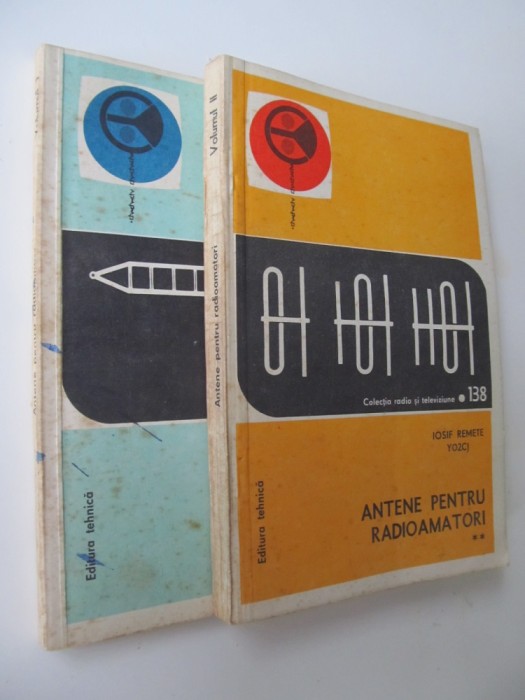 Editura tehnică
Antene pentru radioamatori
Volumul II
Colecția radio și televiziune • 138
IOSIF REMETE
YO2CJ
ANTENE PENTRU
RADIOAMATORI
**
Editura tehnică